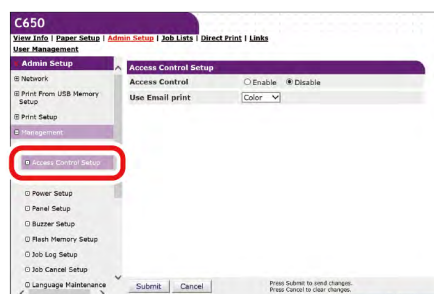 C650
View Info | Paper Setup | Admin Setup | Job Lists | Direct Print | Links
User Management
Admin Setup
Network
Print From USB Memory
Setup
Print Setup
Management
Access Control Setup
Power Setup
Panel Setup
Buzzer Setup
Flash Memory Setup
Job Log Setup
Job Cancel Setup
Language Maintenance
Access Control Setup
Access Control Enable Disable
Use Email print Color
Submit Cancel
Press Submit to send changes.
Press Cancel to clear changes.